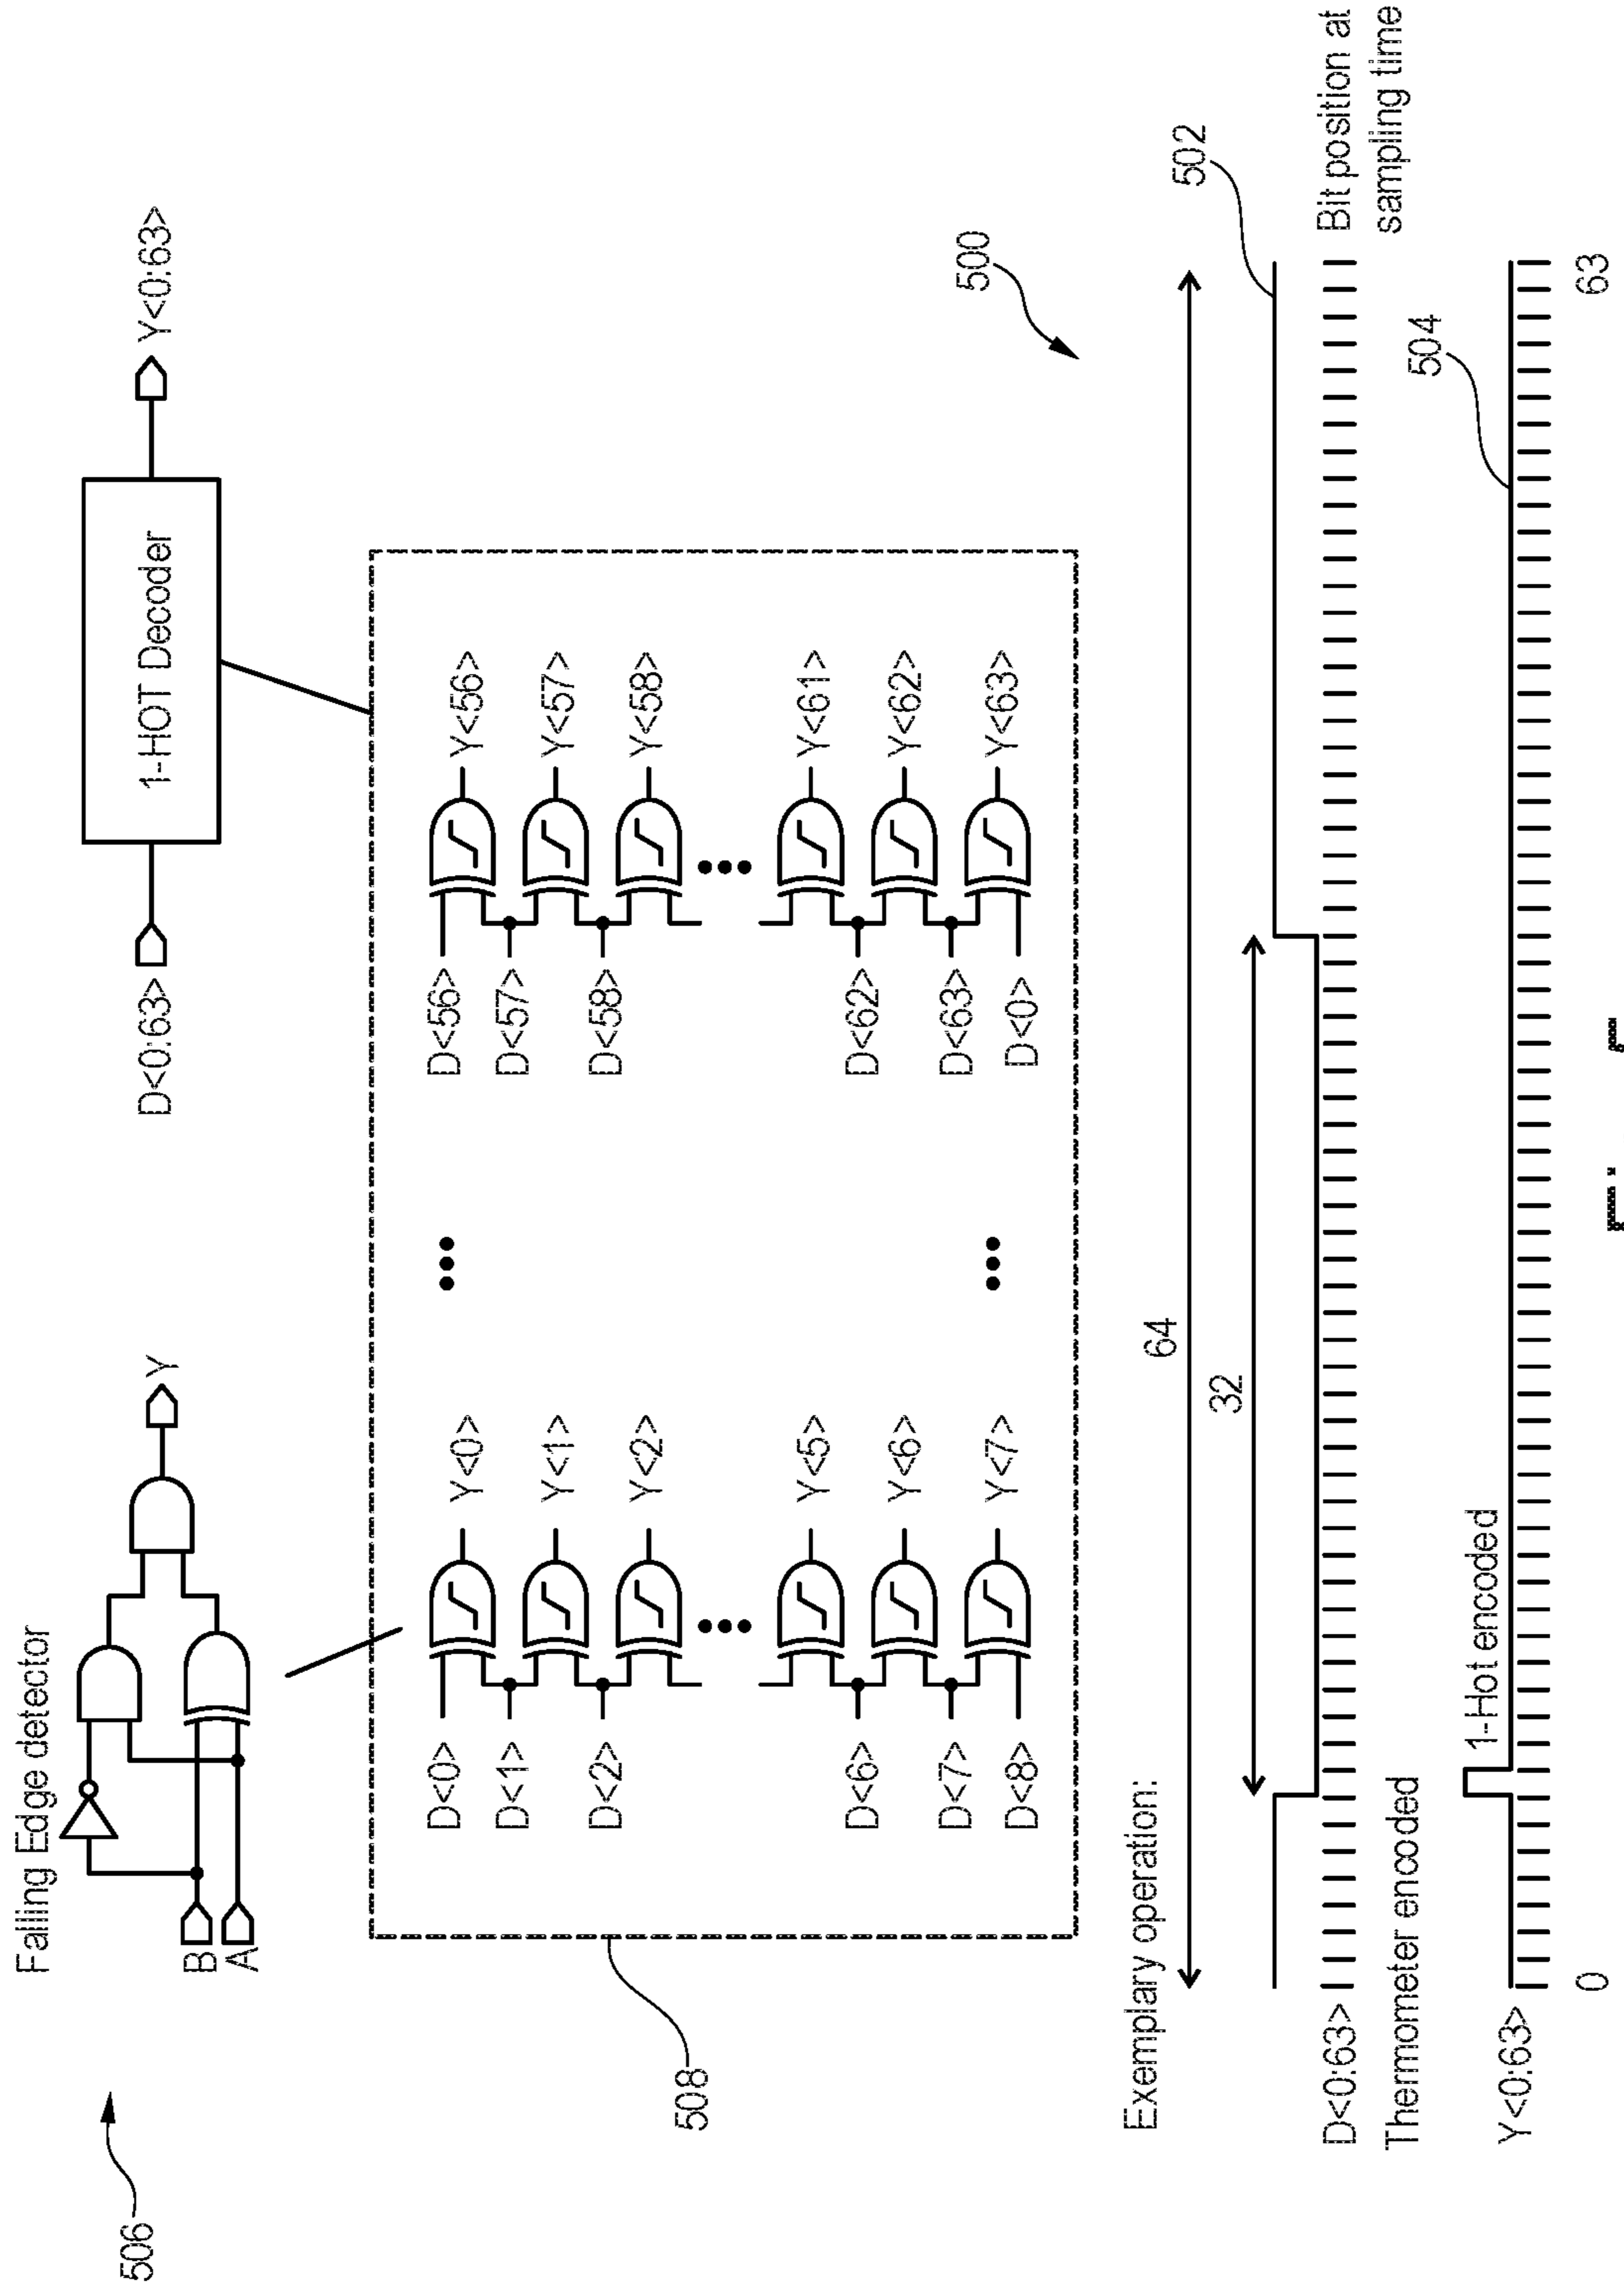 506
Falling Edge detector
B
A
Y
D<0:63>
1-HOT Decoder
Y<0:63>
508
D<0>
D<1>
D<2>
D<6>
D<7>
D<8>
Y<0>
Y<1>
Y<2>
Y<5>
Y<6>
Y<7>
D<56>
D<57>
D<58>
D<62>
D<63>
D<0>
Y<56>
Y<57>
Y<58>
Y<61>
Y<62>
Y<63>
500
Exemplary operation:
64
32
502
D<0:63>
Bit position at
sampling time
Thermometer encoded
1-Hot encoded
504
Y<0:63>
0
63